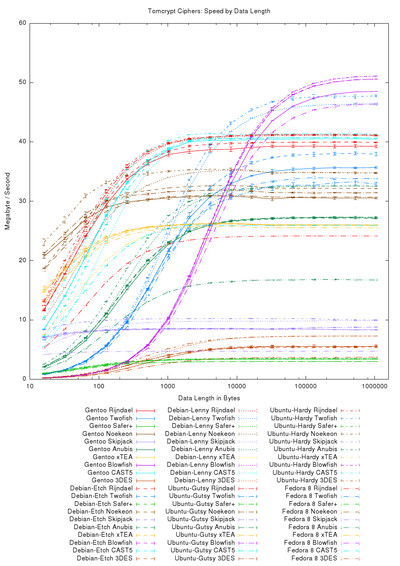 Tomcrypt Ciphers: Speed by Data Length
Megabyte / Second
60
50
40
30
20
10
0
10 100 1000 10000 100000 1000000
Data Length in Bytes
Gentoo Rijndael Debian-Lenny Rijndael Ubuntu-Hardy Rijndael
Gentoo Twofish Debian-Lenny Twofish Ubuntu-Hardy Twofish
Gentoo Safer+ Debian-Lenny Safer+ Ubuntu-Hardy Safer+
Gentoo Noekeon Debian-Lenny Noekeon Ubuntu-Hardy Noekeon
Gentoo Skipjack Debian-Lenny Skipjack Ubuntu-Hardy Skipjack
Gentoo Anubis Debian-Lenny Anubis Ubuntu-Hardy Anubis
Gentoo xTEA Debian-Lenny xTEA Ubuntu-Hardy xTEA
Gentoo Blowfish Debian-Lenny Blowfish Ubuntu-Hardy Blowfish
Gentoo CAST5 Debian-Lenny CAST5 Ubuntu-Hardy CAST5
Gentoo 3DES Debian-Lenny 3DES Ubuntu-Hardy 3DES
Debian-Etch Rijndael Ubuntu-Gutsy Rijndael Fedora 8 Rijndael
Debian-Etch Twofish Ubuntu-Gutsy Twofish Fedora 8 Twofish
Debian-Etch Safer+ Ubuntu-Gutsy Safer+ Fedora 8 Safer+
Debian-Etch Noekeon Ubuntu-Gutsy Noekeon Fedora 8 Noekeon
Debian-Etch Skipjack Ubuntu-Gutsy Skipjack Fedora 8 Skipjack
Debian-Etch Anubis Ubuntu-Gutsy Anubis Fedora 8 Anubis
Debian-Etch xTEA Ubuntu-Gutsy xTEA Fedora 8 xTEA
Debian-Etch Blowfish Ubuntu-Gutsy Blowfish Fedora 8 Blowfish
Debian-Etch CAST5 Ubuntu-Gutsy CAST5 Fedora 8 CAST5
Debian-Etch 3DES Ubuntu-Gutsy 3DES Fedora 8 3DES